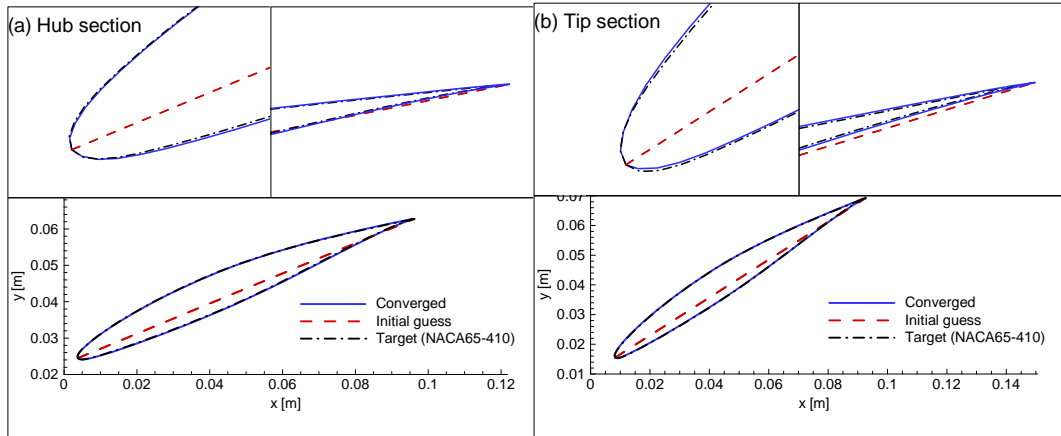 (a) Hub section
(b) Tip section
0.06
0.05
0.04
0.03
0.02
y [m]
0 0.02 0.04 0.06 0.08 0.1 0.12
x [m]
Converged
Initial guess
Target (NACA65-410)
0.07
0.06
0.05
0.04
0.03
0.02
0.01
y [m]
0 0.02 0.04 0.06 0.08 0.1 0.12 0.14
x [m]
Converged
Initial guess
Target (NACA65-410)